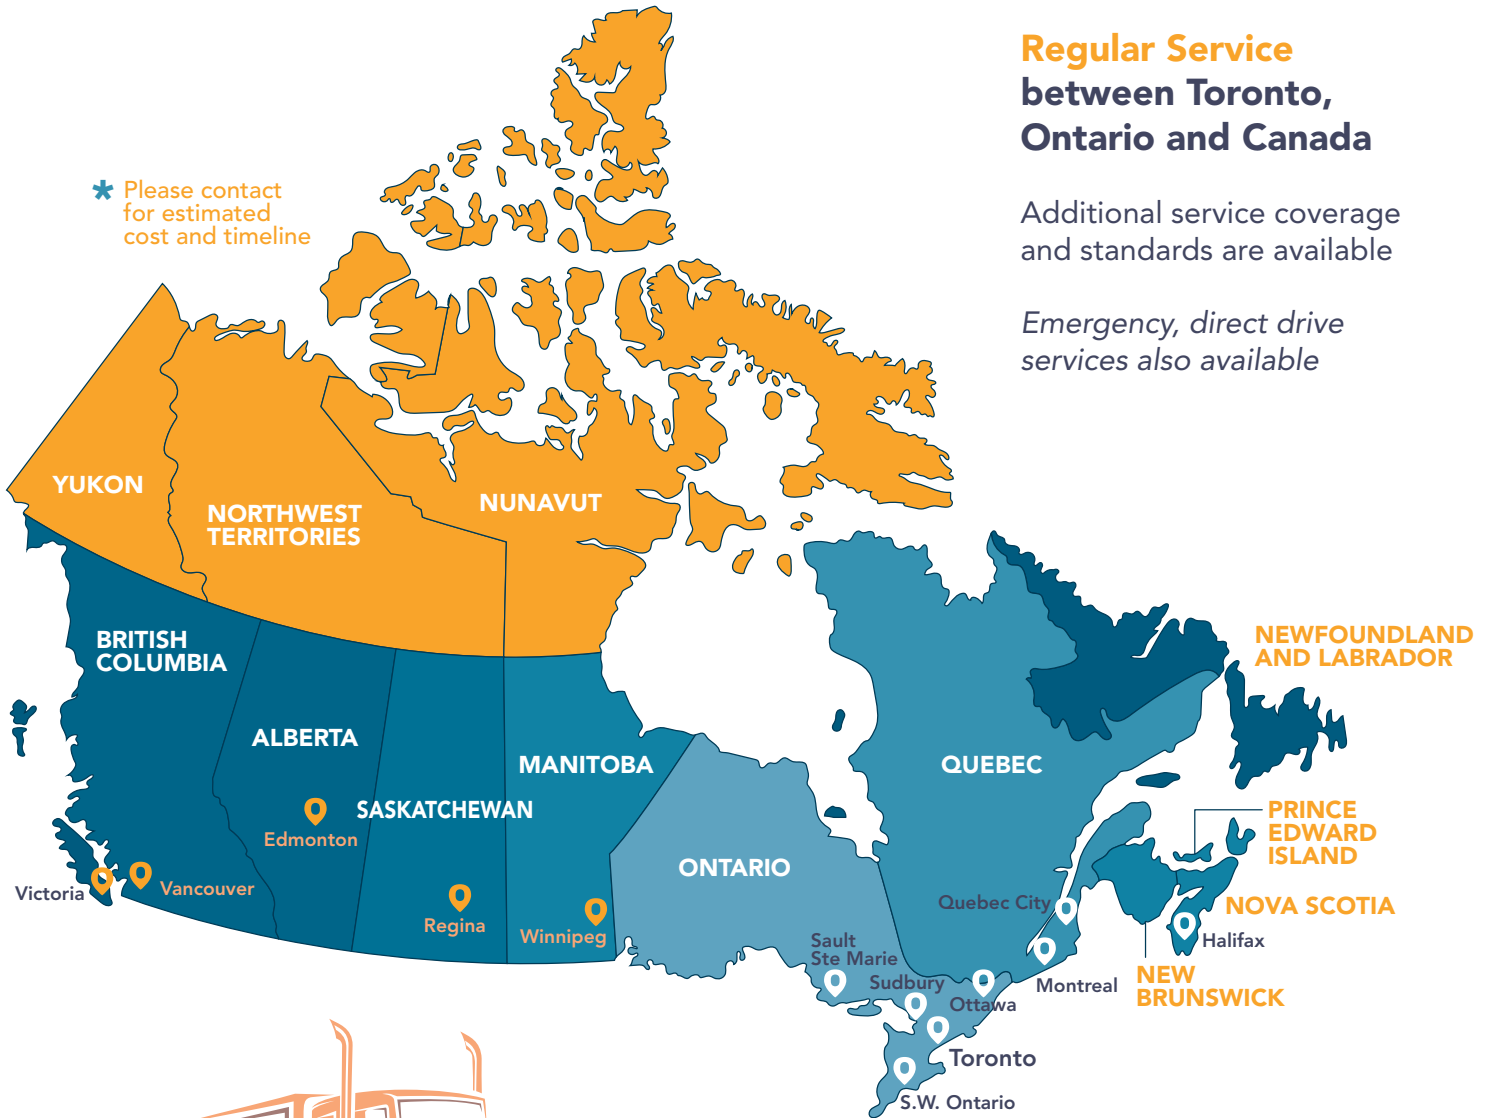 Regular Service
between Toronto,
Ontario and Canada
Additional service coverage
and standards are available
Emergency, direct drive
services also available
* Please contact
for estimated
cost and timeline
YUKON
NORTHWEST
TERRITORIES
NUNAVUT
BRITISH
COLUMBIA
ALBERTA
SASKATCHEWAN
MANITOBA
ONTARIO
QUEBEC
NEWFOUNDLAND
AND LABRADOR
PRINCE
EDWARD
ISLAND
NOVA SCOTIA
NEW
BRUNSWICK
Victoria
Vancouver
Edmonton
Regina
Winnipeg
Sault
Ste Marie
Sudbury
Ottawa
Toronto
S.W. Ontario
Montreal
Quebec City
Halifax